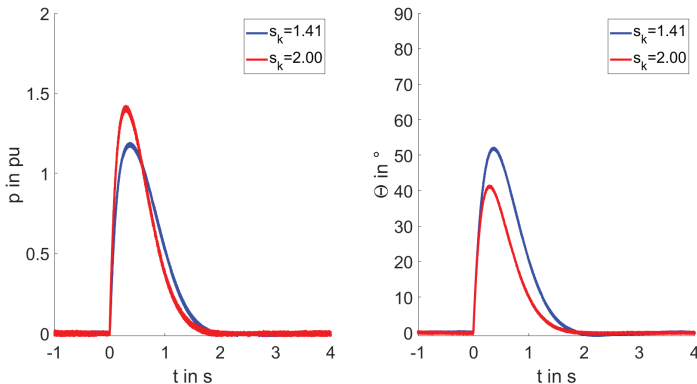 2
1.5
1
0.5
0
p in pu
-1 0 1 2 3 4
t in s
s_k=1.41
s_k=2.00
90
80
70
60
50
40
30
20
10
0
Θ in °
-1 0 1 2 3 4
t in s
s_k=1.41
s_k=2.00